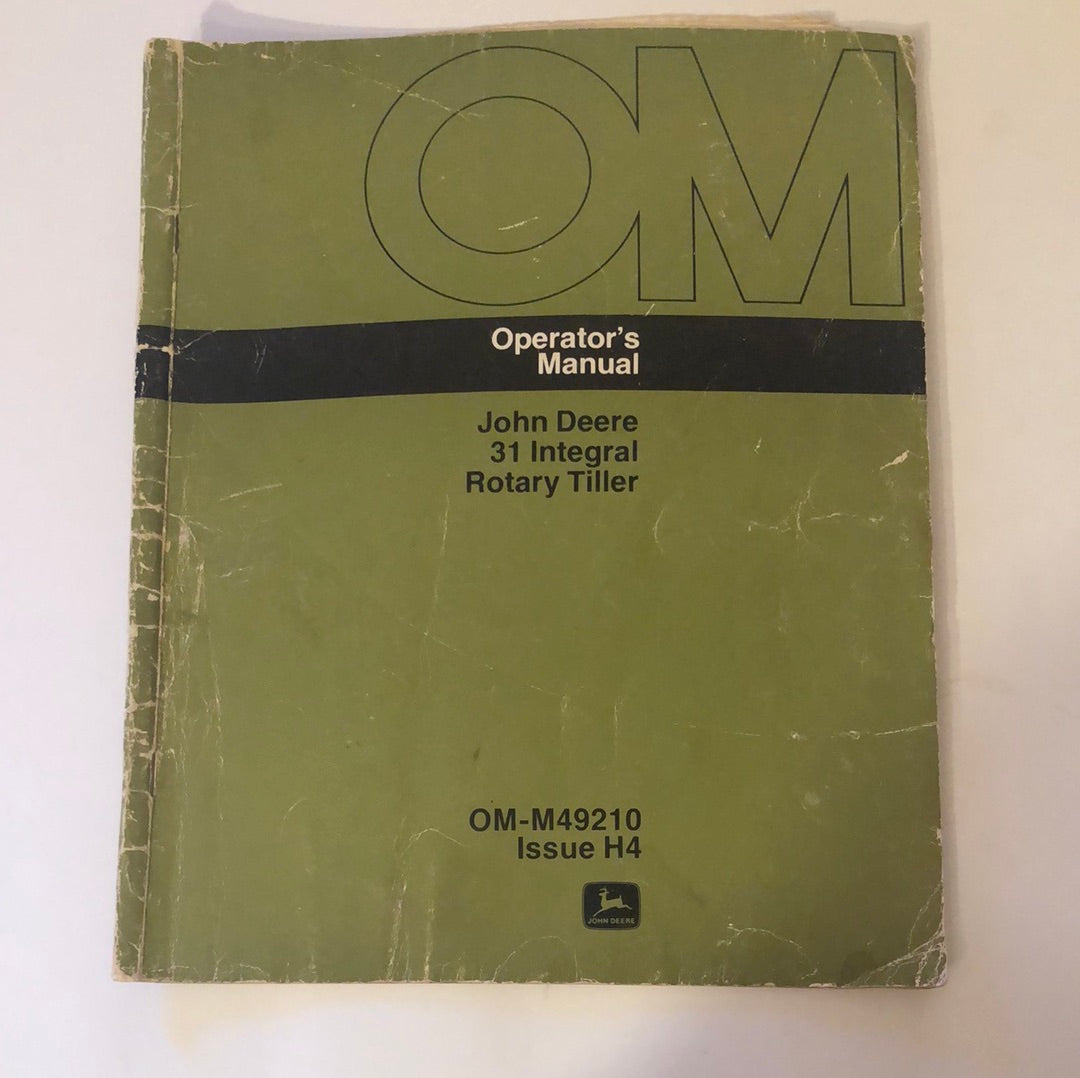 OM
Operator's
Manual
John Deere
31 Integral
Rotary Tiller
OM-M49210
Issue H4
JOHN DEERE